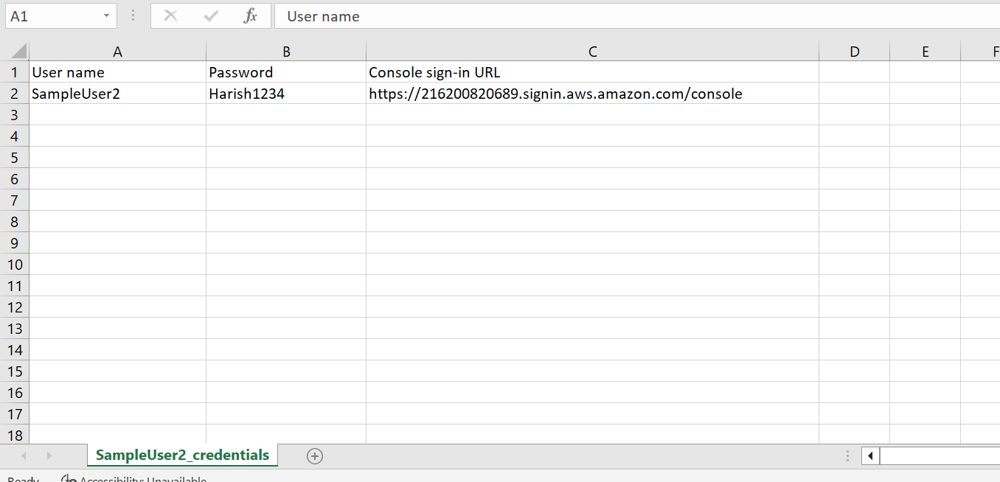 A1 fx User name
A B C D E F
1 User name Password Console sign-in URL
2 SampleUser2 Harish1234 https://216200820689.signin.aws.amazon.com/console
3
4
5
6
7
8
9
10
11
12
13
14
15
16
17
18
SampleUser2_credentials
Ready Accessibility: Unavailable